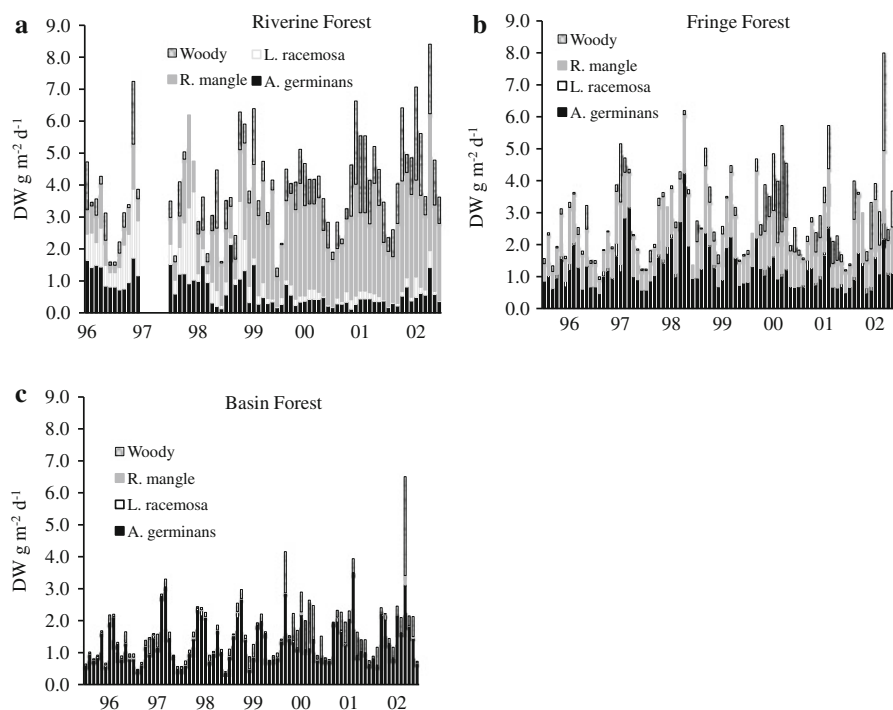 a
Riverine Forest
9.0
8.0
7.0
6.0
5.0
4.0
3.0
2.0
1.0
0.0
DW g m-2 d-1
Woody
L. racemosa
R. mangle
A. germinans
96 97 98 99 00 01 02
b
Fringe Forest
9.0
8.0
7.0
6.0
5.0
4.0
3.0
2.0
1.0
0.0
DW g m-2 d-1
Woody
R. mangle
L. racemosa
A. germinans
96 97 98 99 00 01 02
c
Basin Forest
9.0
8.0
7.0
6.0
5.0
4.0
3.0
2.0
1.0
0.0
DW g m-2 d-1
Woody
R. mangle
L. racemosa
A. germinans
96 97 98 99 00 01 02